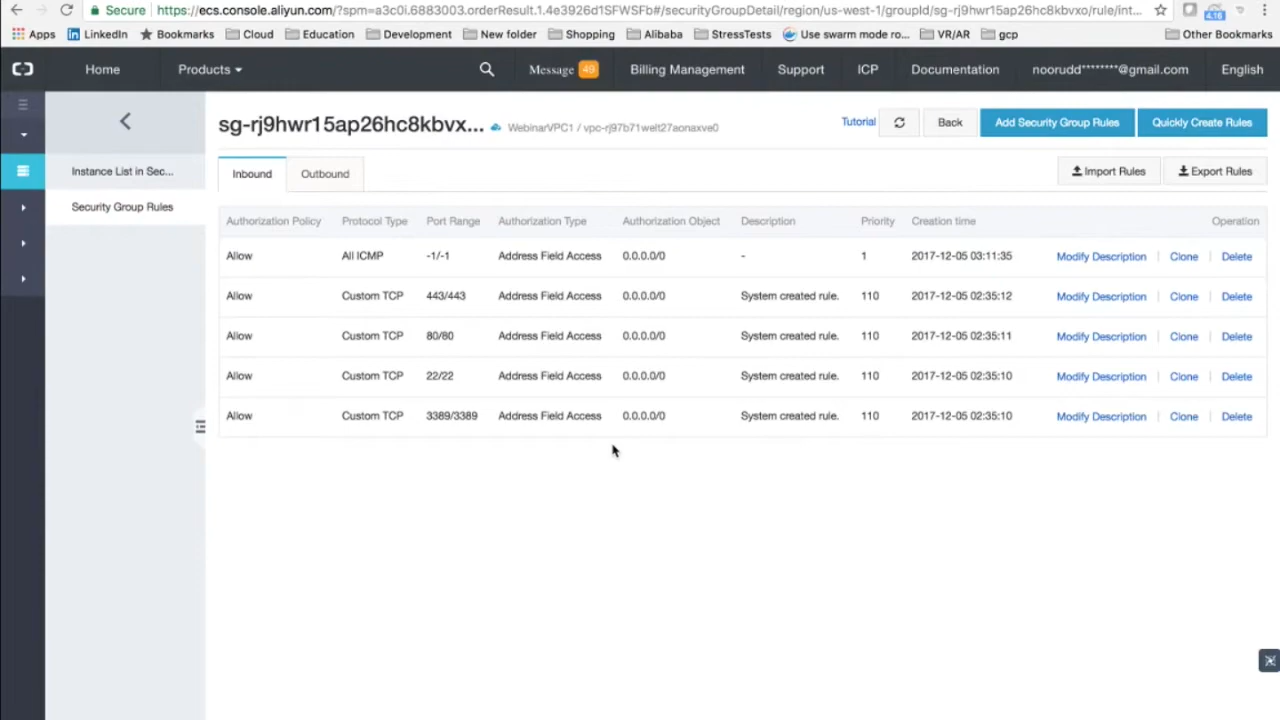 Secure https://ecs.console.aliyun.com/?spm=a3c0i.6883003.orderResult.1.4e3926d1SFWSFb#/securityGroupDetail/region/us-west-1/groupId/sg-rj9hwr15ap26hc8kbvxo/rule/int... 4.16
Apps LinkedIn Bookmarks Cloud Education Development New folder Shopping Alibaba StressTests Use swarm mode ro... VR/AR gcp Other Bookmarks
Home Products Message 49 Billing Management Support ICP Documentation noorudd********@gmail.com English
sg-rj9hwr15ap26hc8kbvx... WebinarVPC1 / vpc-rj97b71welt27aonaxve0 Tutorial Back Add Security Group Rules Quickly Create Rules
Instance List in Sec...
Security Group Rules
Inbound Outbound Import Rules Export Rules
Authorization Policy Protocol Type Port Range Authorization Type Authorization Object Description Priority Creation time Operation
Allow All ICMP -1/-1 Address Field Access 0.0.0.0/0 - 1 2017-12-05 03:11:35 Modify Description | Clone | Delete
Allow Custom TCP 443/443 Address Field Access 0.0.0.0/0 System created rule. 110 2017-12-05 02:35:12 Modify Description | Clone | Delete
Allow Custom TCP 80/80 Address Field Access 0.0.0.0/0 System created rule. 110 2017-12-05 02:35:11 Modify Description | Clone | Delete
Allow Custom TCP 22/22 Address Field Access 0.0.0.0/0 System created rule. 110 2017-12-05 02:35:10 Modify Description | Clone | Delete
Allow Custom TCP 3389/3389 Address Field Access 0.0.0.0/0 System created rule. 110 2017-12-05 02:35:10 Modify Description | Clone | Delete